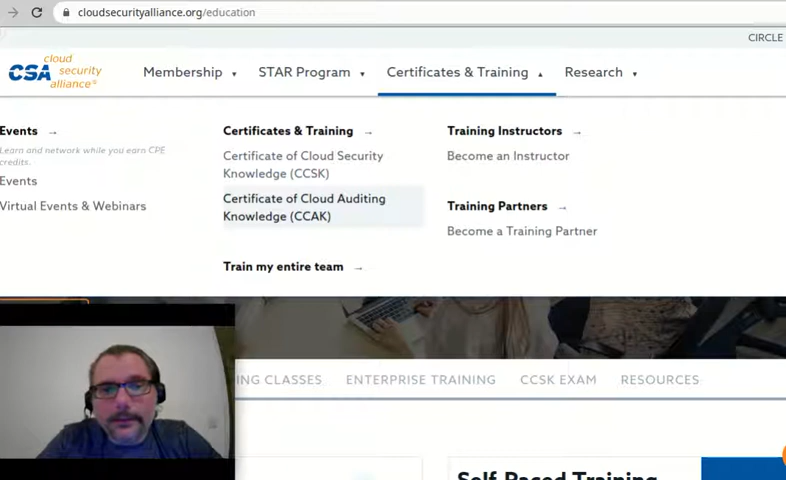 cloudsecurityalliance.org/education
CIRCLE
CSA cloud security alliance®
Membership
STAR Program
Certificates & Training
Research
Events →
Learn and network while you earn CPE
credits.
Events
Virtual Events & Webinars
Certificates & Training →
Certificate of Cloud Security
Knowledge (CCSK)
Certificate of Cloud Auditing
Knowledge (CCAK)
Train my entire team →
Training Instructors →
Become an Instructor
Training Partners →
Become a Training Partner
ING CLASSES
ENTERPRISE TRAINING
CCSK EXAM
RESOURCES
Self-Paced Training